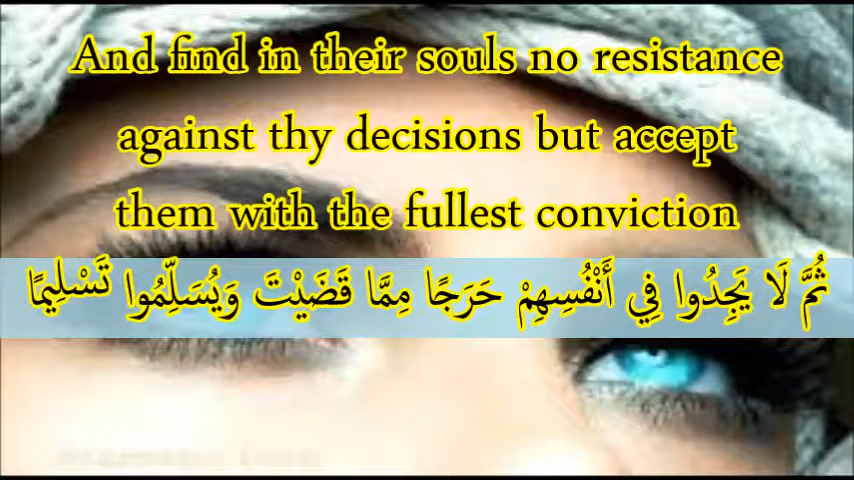 And find in their souls no resistance
against thy decisions but accept
them with the fullest conviction
ثُمَّ لَا يَجِدُوا فِي أَنْفُسِهِمْ حَرَجًا مِمَّا قَضَيْتَ وَيُسَلِّمُوا تَسْلِيمًا